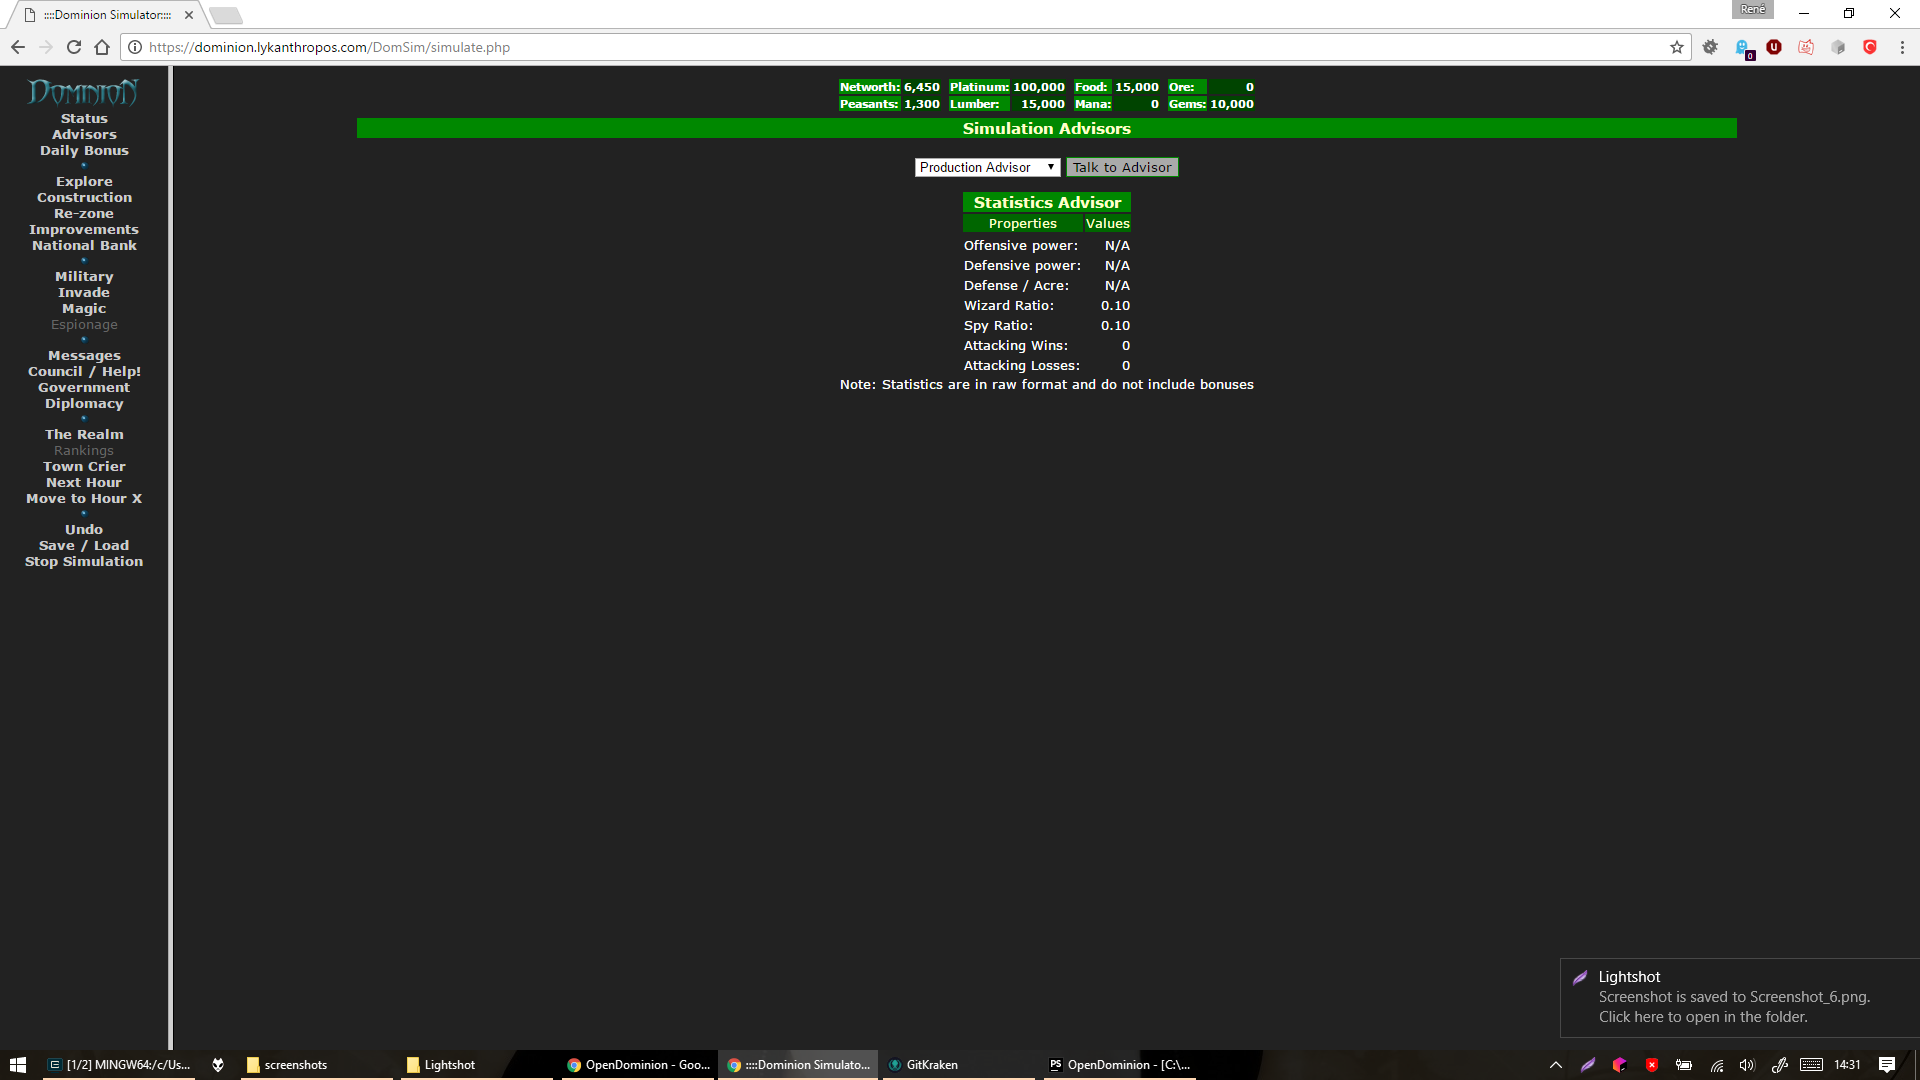 ::::Dominion Simulator::::
René
https://dominion.lykanthropos.com/DomSim/simulate.php
DOMINION
Status
Advisors
Daily Bonus
Explore
Construction
Re-zone
Improvements
National Bank
Military
Invade
Magic
Espionage
Messages
Council / Help!
Government
Diplomacy
The Realm
Rankings
Town Crier
Next Hour
Move to Hour X
Undo
Save / Load
Stop Simulation
Networth: 6,450 Platinum: 100,000 Food: 15,000 Ore: 0
Peasants: 1,300 Lumber: 15,000 Mana: 0 Gems: 10,000
Simulation Advisors
Production Advisor Talk to Advisor
Statistics Advisor
Properties Values
Offensive power: N/A
Defensive power: N/A
Defense / Acre: N/A
Wizard Ratio: 0.10
Spy Ratio: 0.10
Attacking Wins: 0
Attacking Losses: 0
Note: Statistics are in raw format and do not include bonuses
Lightshot
Screenshot is saved to Screenshot_6.png.
Click here to open in the folder.
[1/2] MINGW64:/c/Us... screenshots Lightshot OpenDominion - Goo... ::::Dominion Simulato... GitKraken OpenDominion - [C:\... 14:31